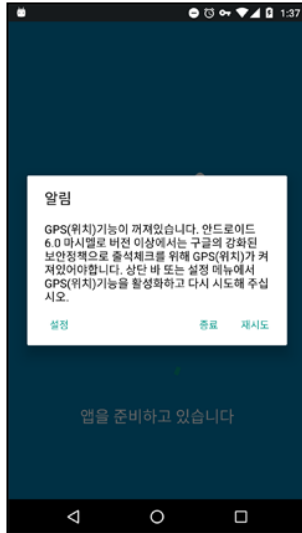 1:37
알림
GPS(위치)기능이 꺼져있습니다. 안드로이드
6.0 마시멜로 버전 이상에서는 구글의 강화된
보안정책으로 출석체크를 위해 GPS(위치)가 켜
져있어야합니다. 상단 바 또는 설정 메뉴에서
GPS(위치)기능을 활성화하고 다시 시도해 주십
시오.
설정 종료 재시도
앱을 준비하고 있습니다